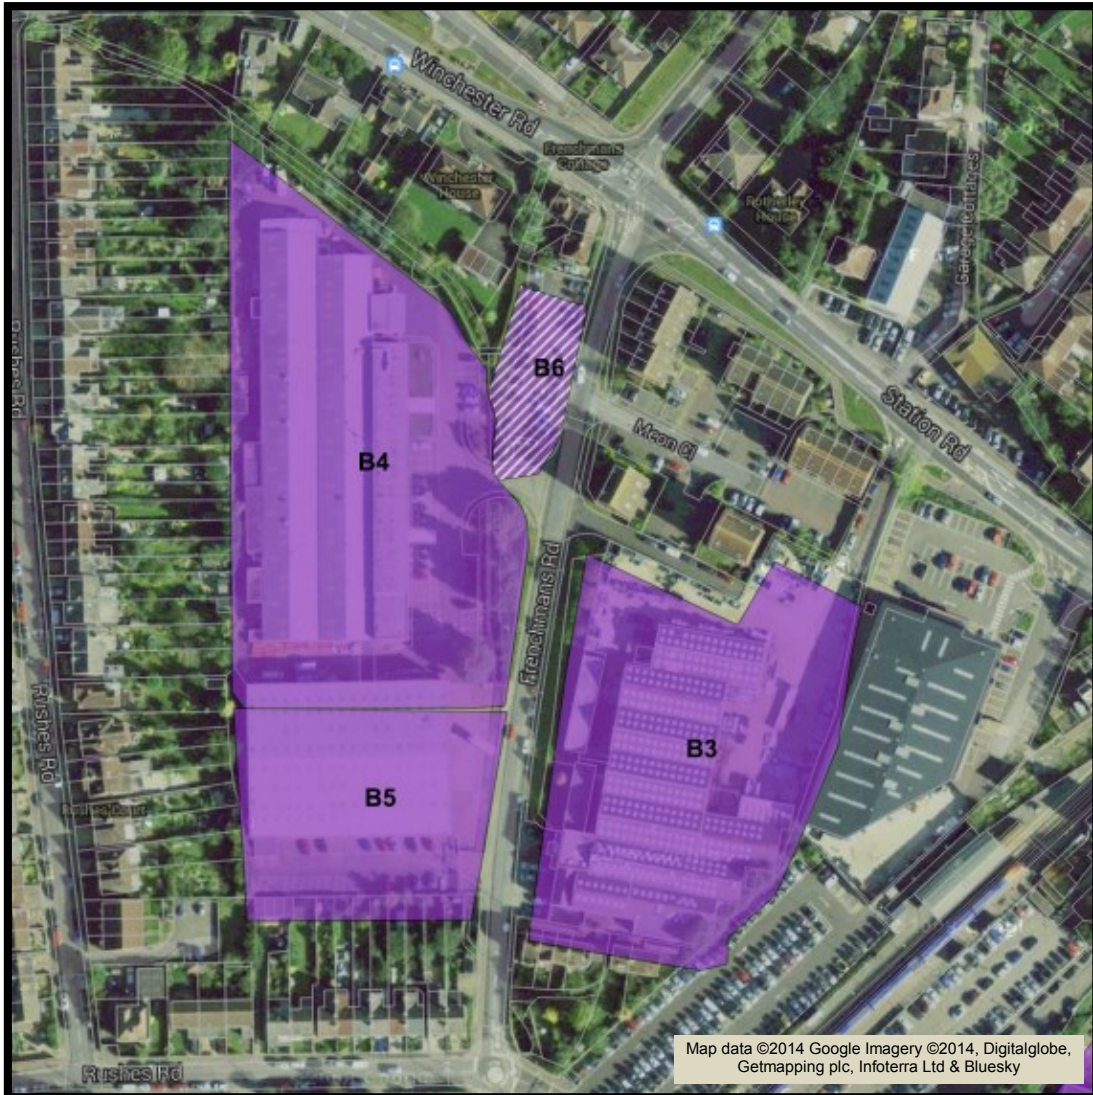 Winchester Rd
Frenchmans
Cottage
Winchester
House
Rotherley
House
Garage Cottages
Rushes Rd
B6
Station Rd
Meon Cl
B4
Frenchmans Rd
Rushes Rd
B3
B5
Rushes Rd
Map data ©2014 Google Imagery ©2014, Digitalglobe,
Getmapping plc, Infoterra Ltd & Bluesky